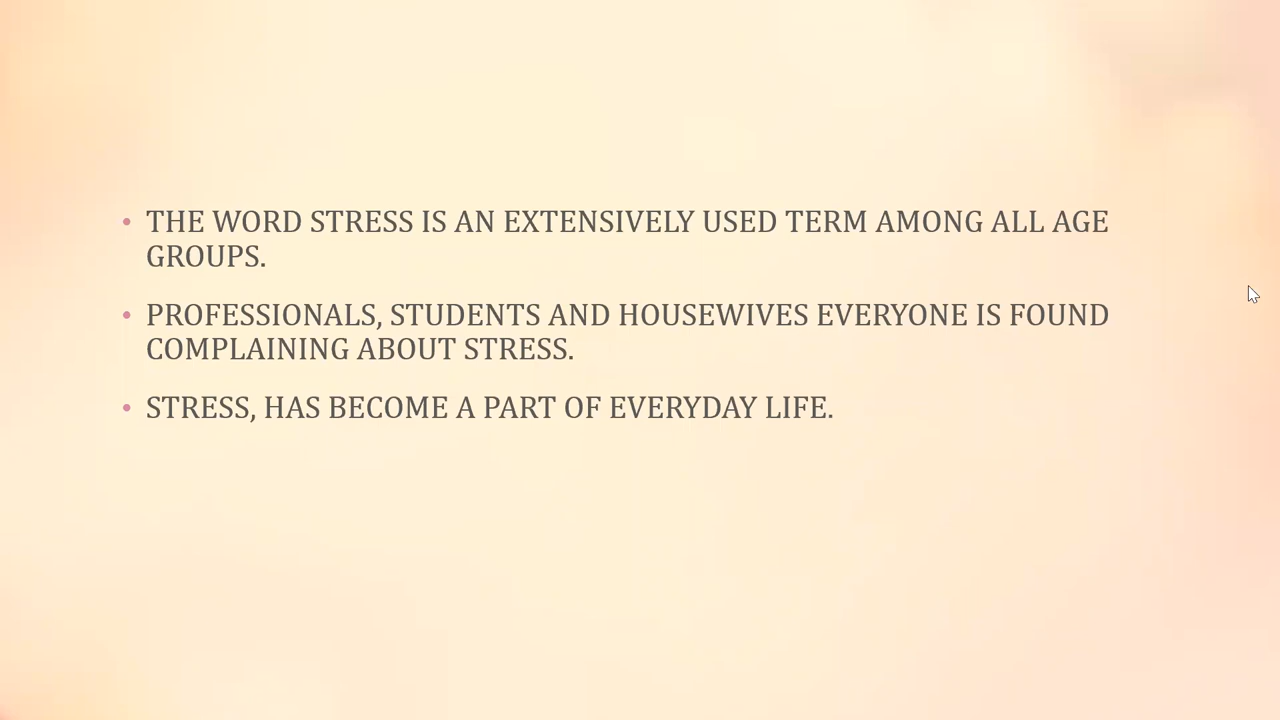 • THE WORD STRESS IS AN EXTENSIVELY USED TERM AMONG ALL AGE
GROUPS.
• PROFESSIONALS, STUDENTS AND HOUSEWIVES EVERYONE IS FOUND
COMPLAINING ABOUT STRESS.
• STRESS, HAS BECOME A PART OF EVERYDAY LIFE.